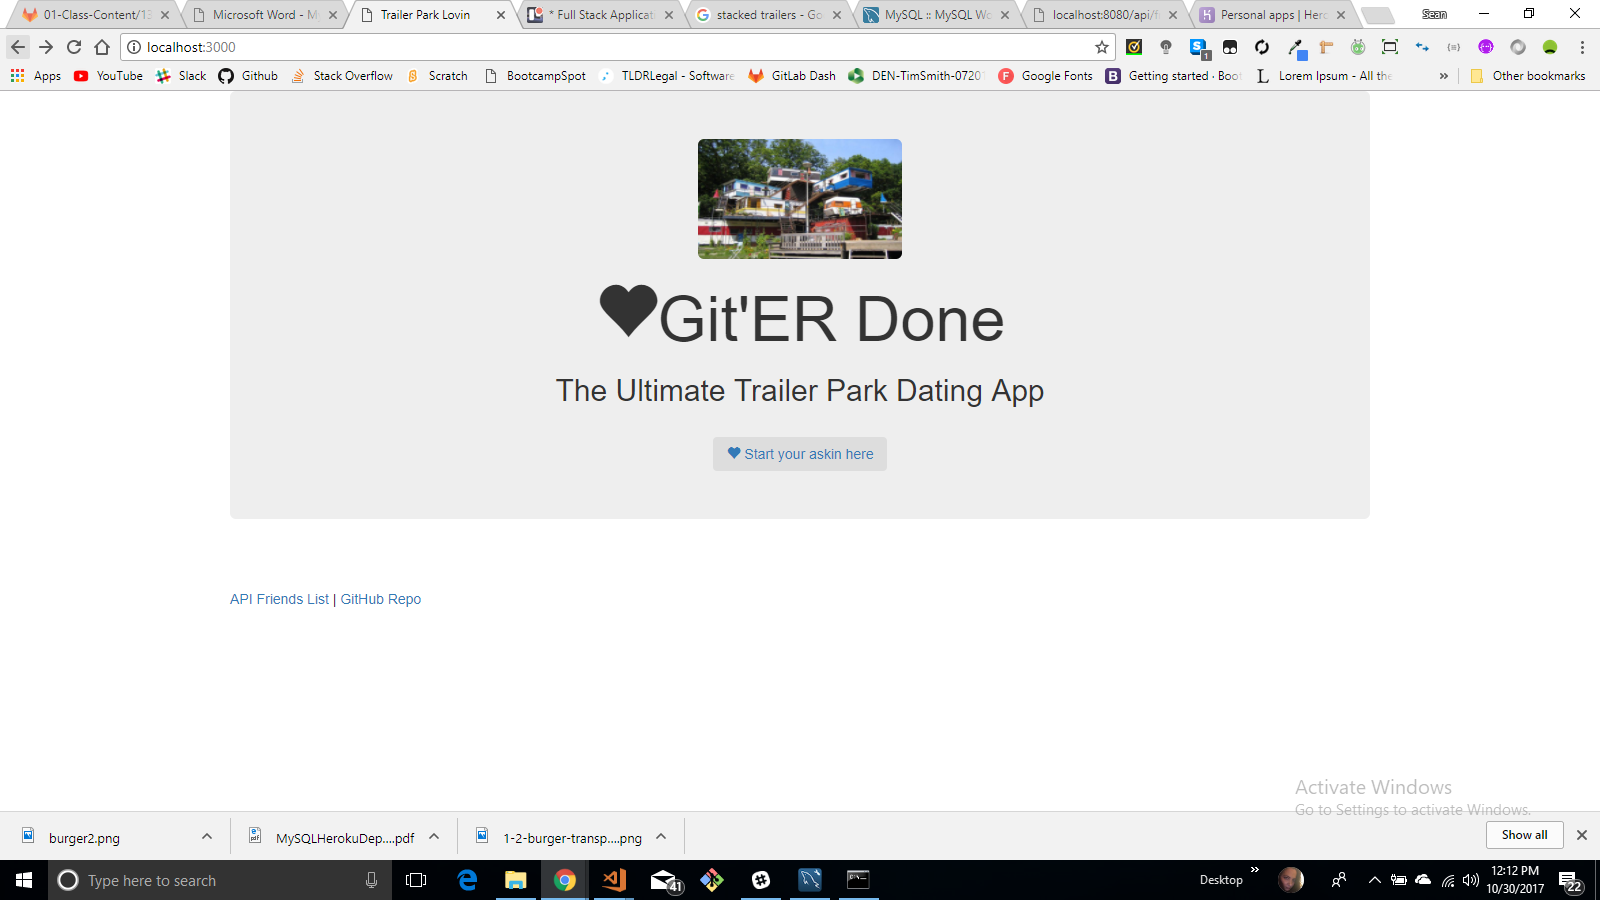 01-Class-Content/13
Microsoft Word - M
Trailer Park Lovin
* Full Stack Applicat
stacked trailers - Go
MySQL :: MySQL Wo
localhost:8080/api/f
Personal apps | Hero
Sean
localhost:3000
1
Apps
YouTube
Slack
Github
Stack Overflow
Scratch
BootcampSpot
TLDRLegal - Software
GitLab Dash
DEN-TimSmith-0720
Google Fonts
Getting started · Boot
Lorem Ipsum - All the
»
Other bookmarks
Git'ER Done
The Ultimate Trailer Park Dating App
Start your askin here
API Friends List | GitHub Repo
Activate Windows
Go to Settings to activate Windows.
burger2.png
MySQLHerokuDep....pdf
1-2-burger-transp....png
Show all
Type here to search
41
Desktop
»
12:12 PM
10/30/2017
22